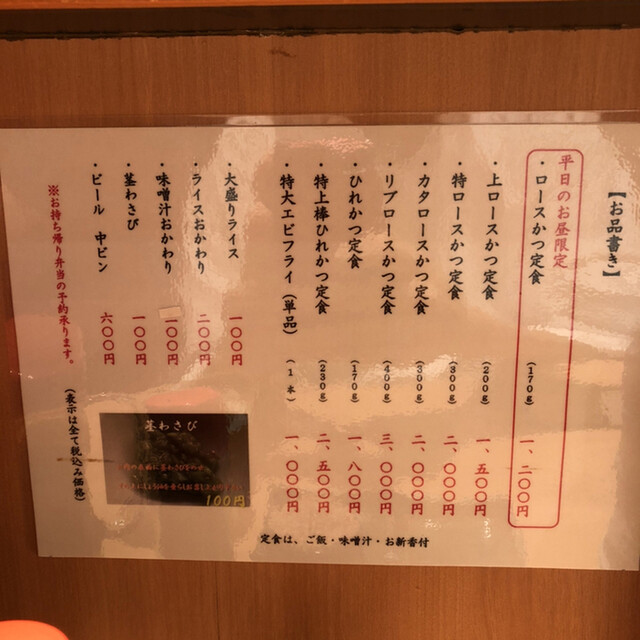 【お品書き】
平日のお昼限定
・ロースかつ定食 (170g) 一、二〇〇円
・上ロースかつ定食 (200g) 一、五〇〇円
・特ロースかつ定食 (300g) 二、〇〇〇円
・カタロースかつ定食 (300g) 二、〇〇〇円
・リブロースかつ定食 (400g) 三、〇〇〇円
・ひれかつ定食 (170g) 一、八〇〇円
・特上棒ひれかつ定食 (230g) 二、五〇〇円
・特大エビフライ(単品) (1本) 一、〇〇〇円
・大盛りライス 一〇〇円
・ライスおかわり 二〇〇円
・味噌汁おかわり 一〇〇円
・茎わさび 一〇〇円
・ビール 中ビン 六〇〇円
※お持ち帰り弁当の予約承ります。
(表示は全て税込み価格)
茎わさび
100円
定食は、ご飯・味噌汁・お新香付